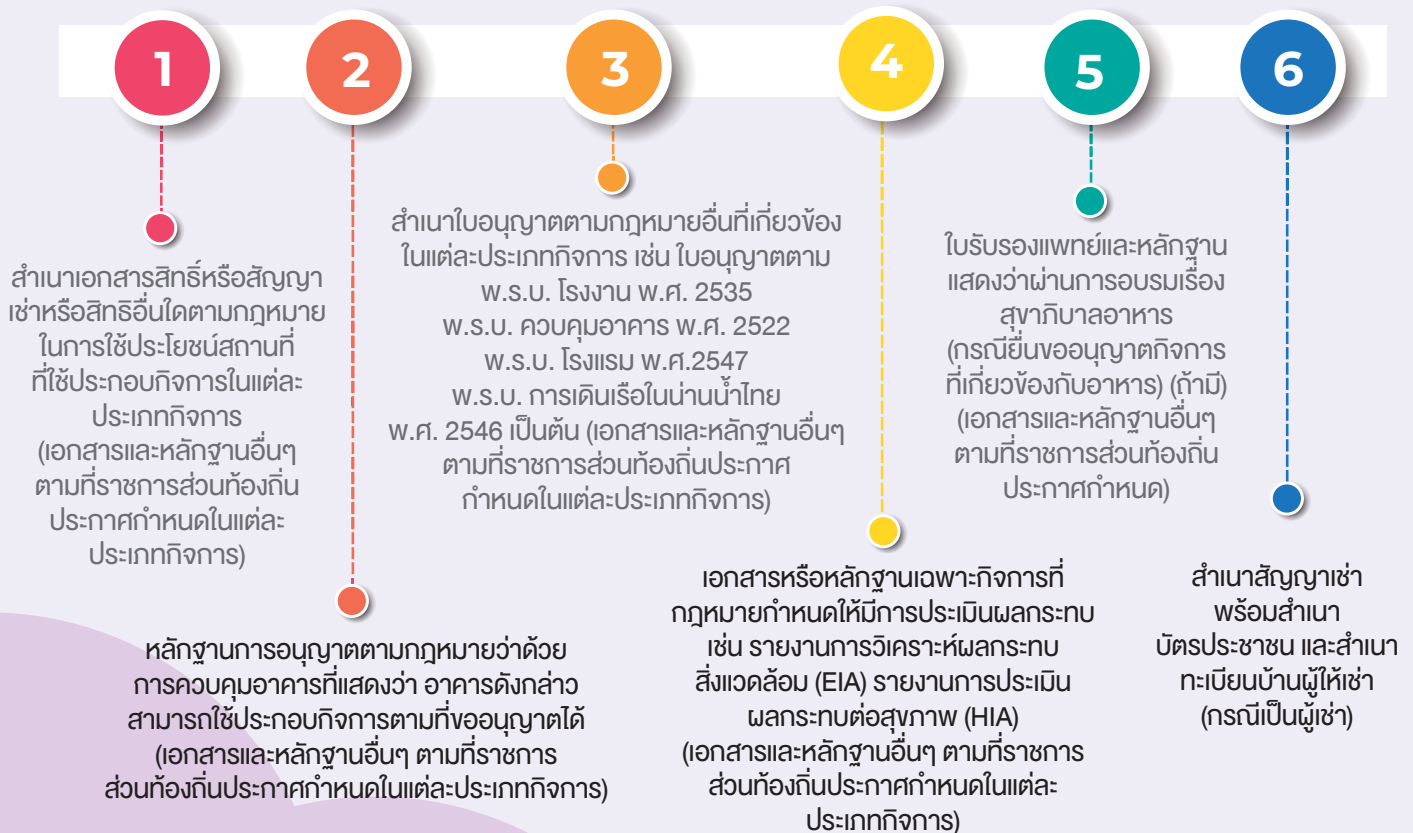 1
2
3
4
5
6
สำเนาเอกสารสิทธิ์หรือสัญญา
เช่าหรือสิทธิอื่นใดตามกฎหมาย
ในการใช้ประโยชน์สถานที่
ที่ใช้ประกอบกิจการในแต่ละ
ประเภทกิจการ
(เอกสารและหลักฐานอื่นๆ
ตามที่ราชการส่วนท้องถิ่น
ประกาศกำหนดในแต่ละ
ประเภทกิจการ)
หลักฐานการอนุญาตตามกฎหมายว่าด้วย
การควบคุมอาคารที่แสดงว่า อาคารดังกล่าว
สามารถใช้ประกอบกิจการตามที่ขออนุญาตได้
(เอกสารและหลักฐานอื่นๆ ตามที่ราชการ
ส่วนท้องถิ่นประกาศกำหนดในแต่ละประเภทกิจการ)
สำเนาใบอนุญาตตามกฎหมายอื่นที่เกี่ยวข้อง
ในแต่ละประเภทกิจการ เช่น ใบอนุญาตตาม
พ.ร.บ. โรงงาน พ.ศ. 2535
พ.ร.บ. ควบคุมอาคาร พ.ศ. 2522
พ.ร.บ. โรงแรม พ.ศ.2547
พ.ร.บ. การเดินเรือในน่านน้ำไทย
พ.ศ. 2546 เป็นต้น (เอกสารและหลักฐานอื่นๆ
ตามที่ราชการส่วนท้องถิ่นประกาศ
กำหนดในแต่ละประเภทกิจการ)
เอกสารหรือหลักฐานเฉพาะกิจการที่
กฎหมายกำหนดให้มีการประเมินผลกระทบ
เช่น รายงานการวิเคราะห์ผลกระทบ
สิ่งแวดล้อม (EIA) รายงานการประเมิน
ผลกระทบต่อสุขภาพ (HIA)
(เอกสารและหลักฐานอื่นๆ ตามที่ราชการ
ส่วนท้องถิ่นประกาศกำหนดในแต่ละ
ประเภทกิจการ)
ใบรับรองแพทย์และหลักฐาน
แสดงว่าผ่านการอบรมเรื่อง
สุขาภิบาลอาหาร
(กรณียื่นขออนุญาตกิจการ
ที่เกี่ยวข้องกับอาหาร) (ถ้ามี)
(เอกสารและหลักฐานอื่นๆ
ตามที่ราชการส่วนท้องถิ่น
ประกาศกำหนด)
สำเนาสัญญาเช่า
พร้อมสำเนา
บัตรประชาชน และสำเนา
ทะเบียนบ้านผู้ให้เช่า
(กรณีเป็นผู้เช่า)